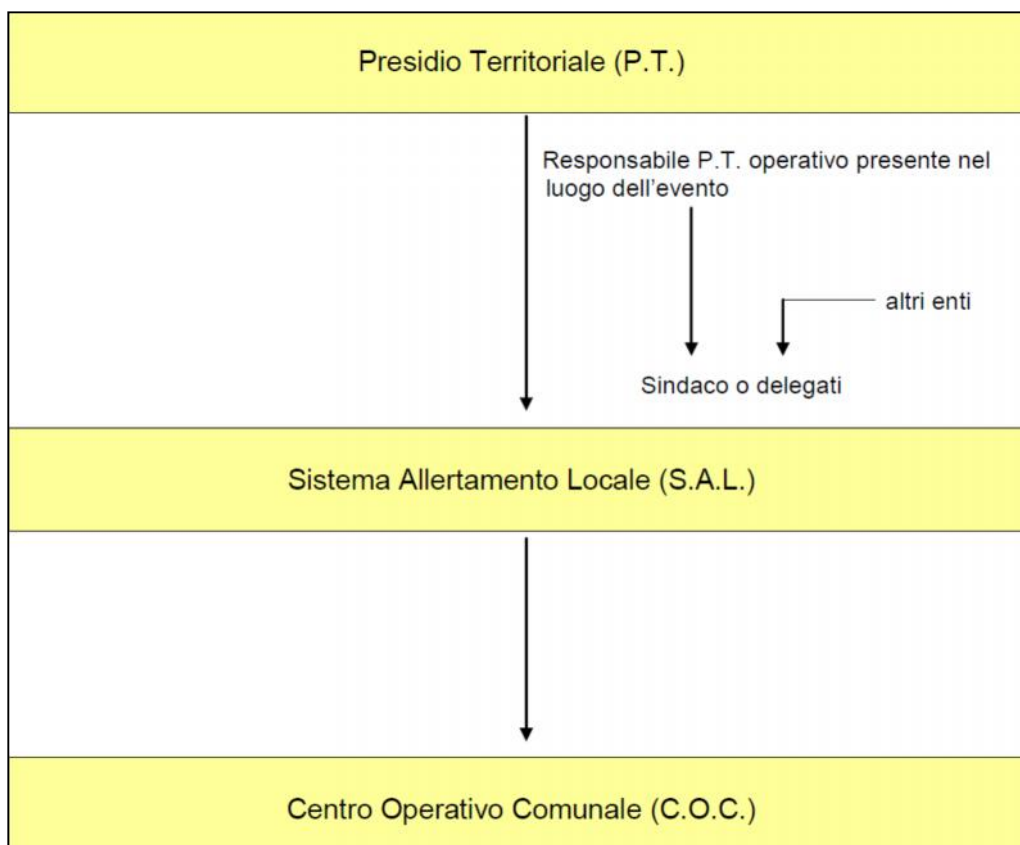 Presidio Territoriale (P.T.)
Responsabile P.T. operativo presente nel
luogo dell'evento
altri enti
Sindaco o delegati
Sistema Allertamento Locale (S.A.L.)
Centro Operativo Comunale (C.O.C.)